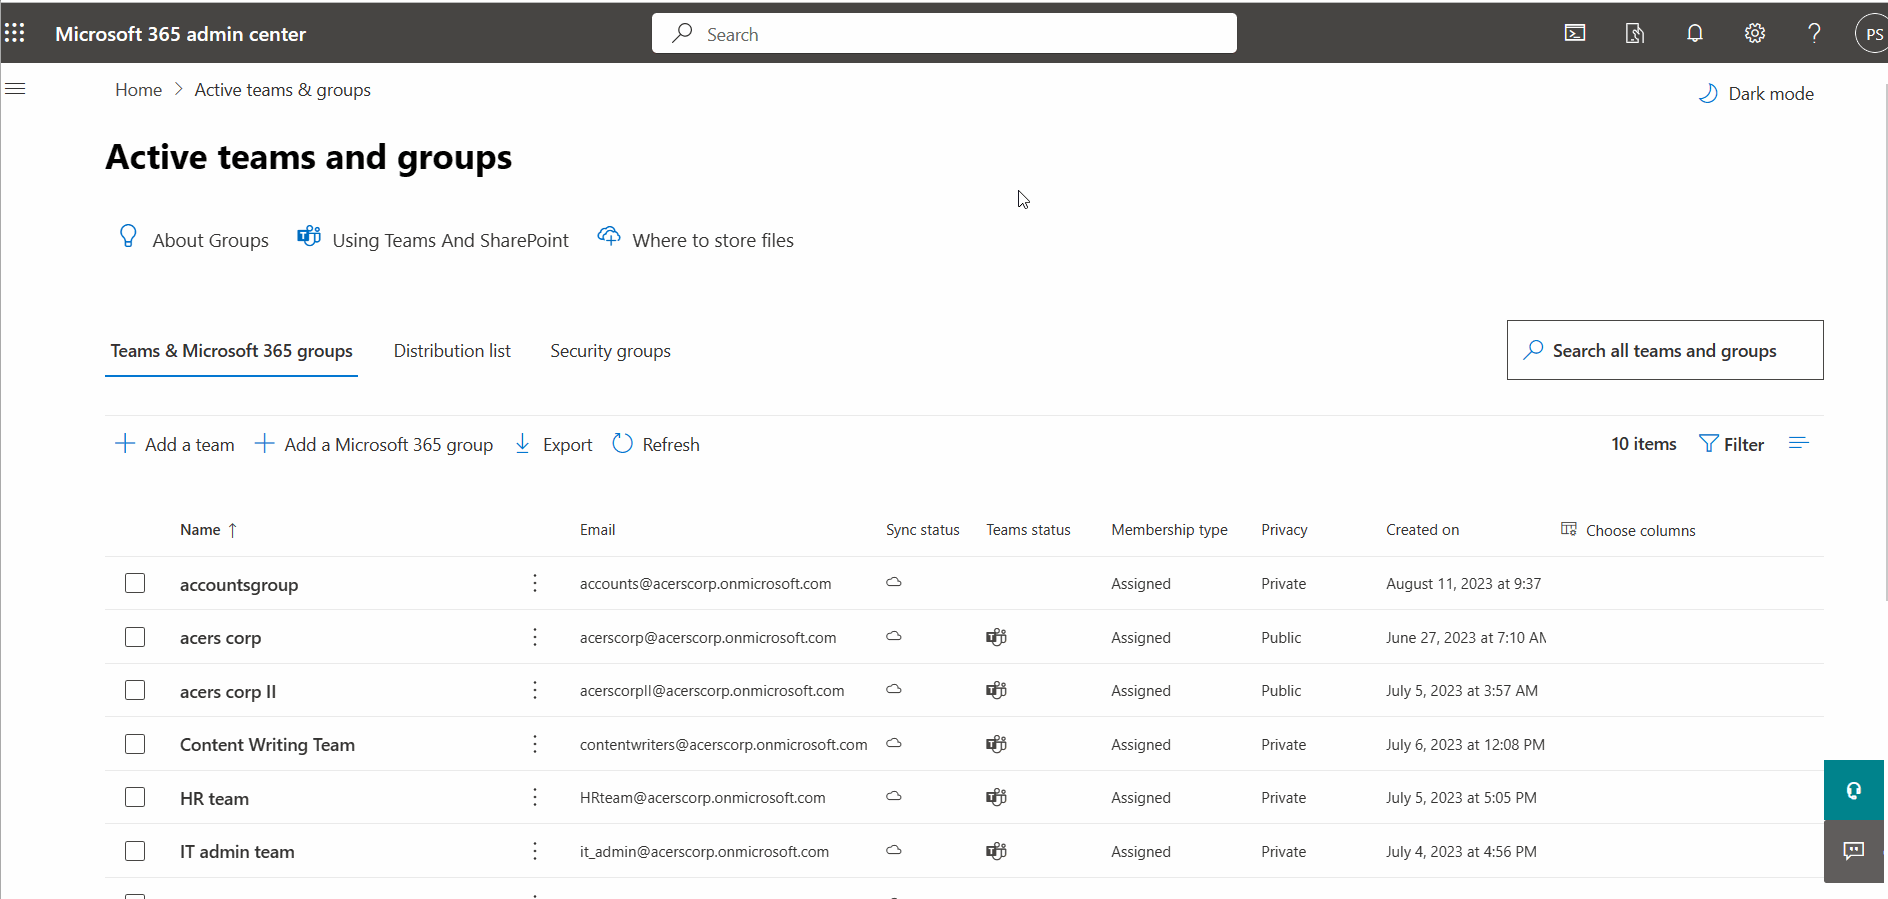 Microsoft 365 admin center
Search
PS
Home > Active teams & groups
Dark mode
Active teams and groups
About Groups
Using Teams And SharePoint
Where to store files
Teams & Microsoft 365 groups
Distribution list
Security groups
Search all teams and groups
Add a team
Add a Microsoft 365 group
Export
Refresh
10 items
Filter
Name ↑ Email Sync status Teams status Membership type Privacy Created on Choose columns
accountsgroup accounts@acerscorp.onmicrosoft.com Assigned Private August 11, 2023 at 9:37
acers corp acerscorp@acerscorp.onmicrosoft.com Assigned Public June 27, 2023 at 7:10 AM
acers corp II acerscorpII@acerscorp.onmicrosoft.com Assigned Public July 5, 2023 at 3:57 AM
Content Writing Team contentwriters@acerscorp.onmicrosoft.com Assigned Private July 6, 2023 at 12:08 PM
HR team HRteam@acerscorp.onmicrosoft.com Assigned Private July 5, 2023 at 5:05 PM
IT admin team it_admin@acerscorp.onmicrosoft.com Assigned Private July 4, 2023 at 4:56 PM